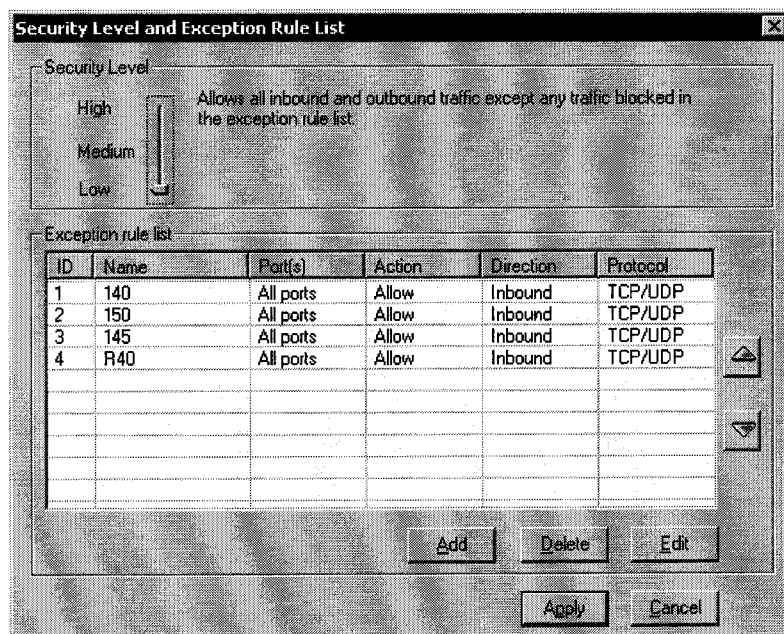 Security Level and Exception Rule List
Security Level
High
Medium
Low
Allows all inbound and outbound traffic except any traffic blocked in
the exception rule list.
Exception rule list
ID Name Port(s) Action Direction Protocol
1 140 All ports Allow Inbound TCP/UDP
2 150 All ports Allow Inbound TCP/UDP
3 145 All ports Allow Inbound TCP/UDP
4 R40 All ports Allow Inbound TCP/UDP
Add Delete Edit
Apply Cancel